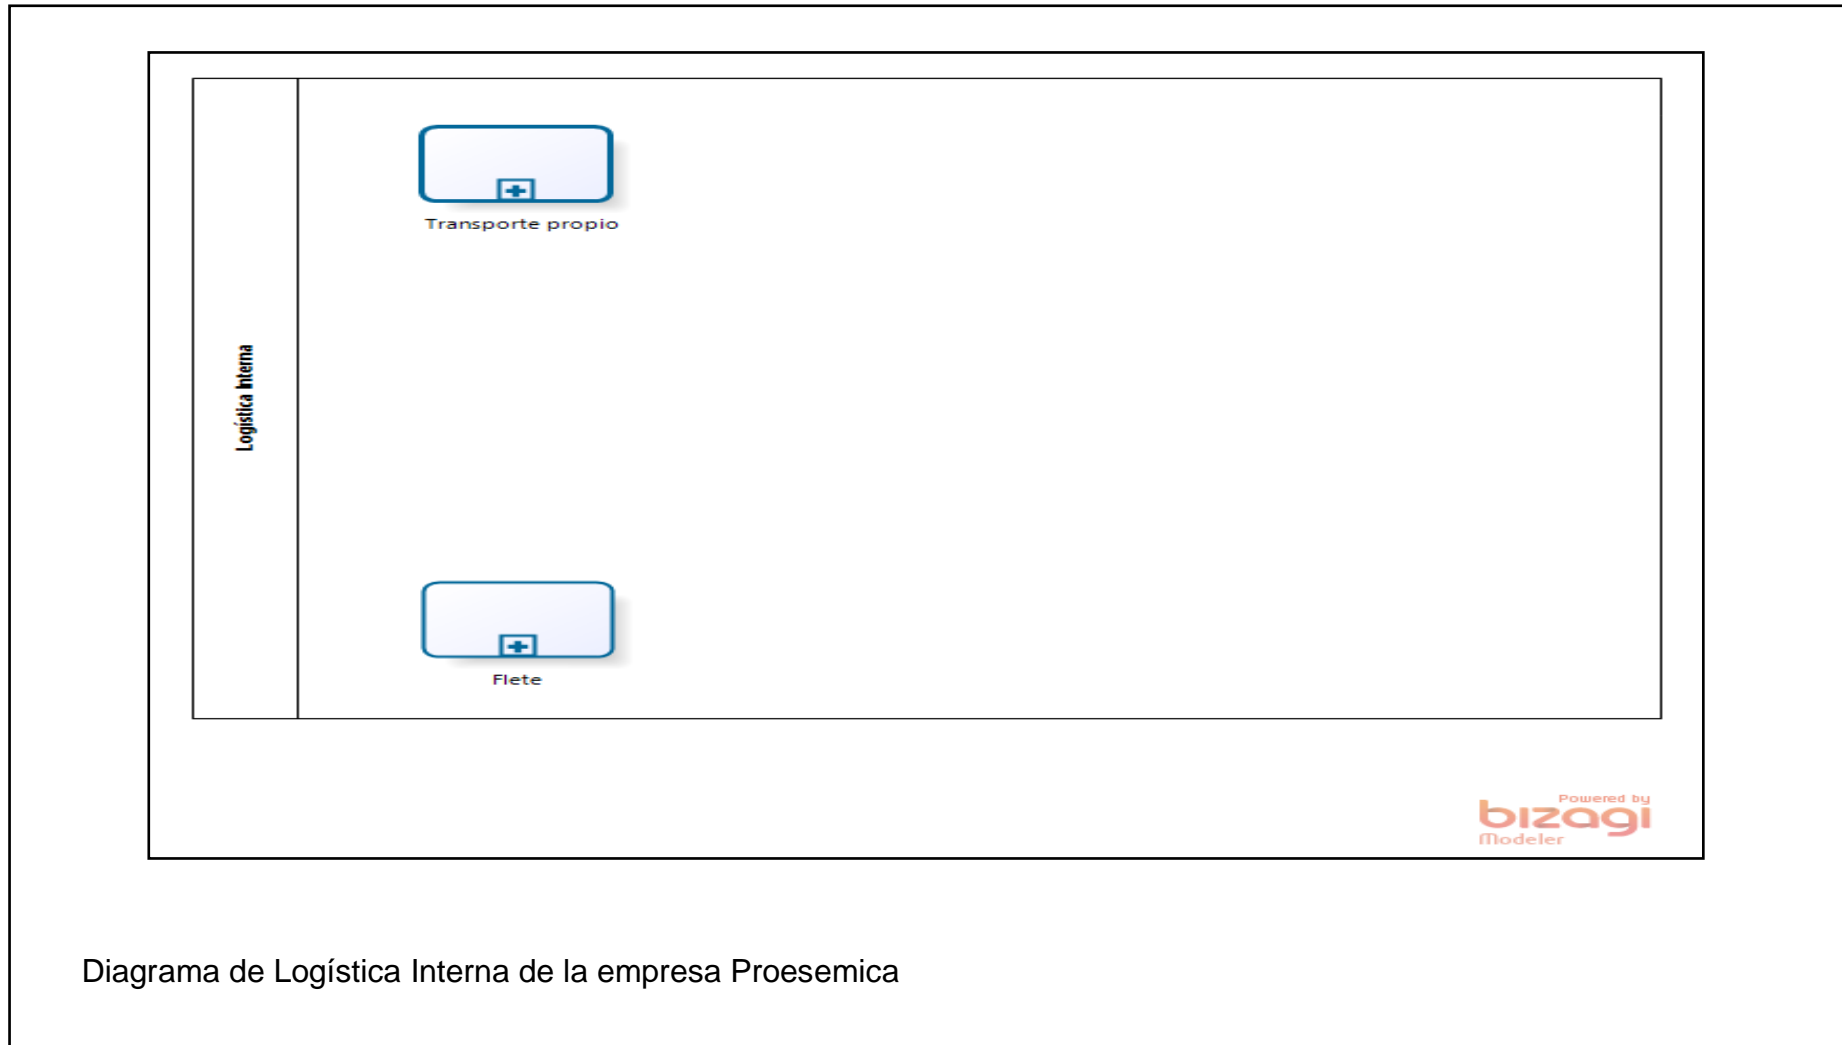 Logística Interna
Transporte propio
Flete
Powered by
bizagi
Modeler
Diagrama de Logística Interna de la empresa Proesemica